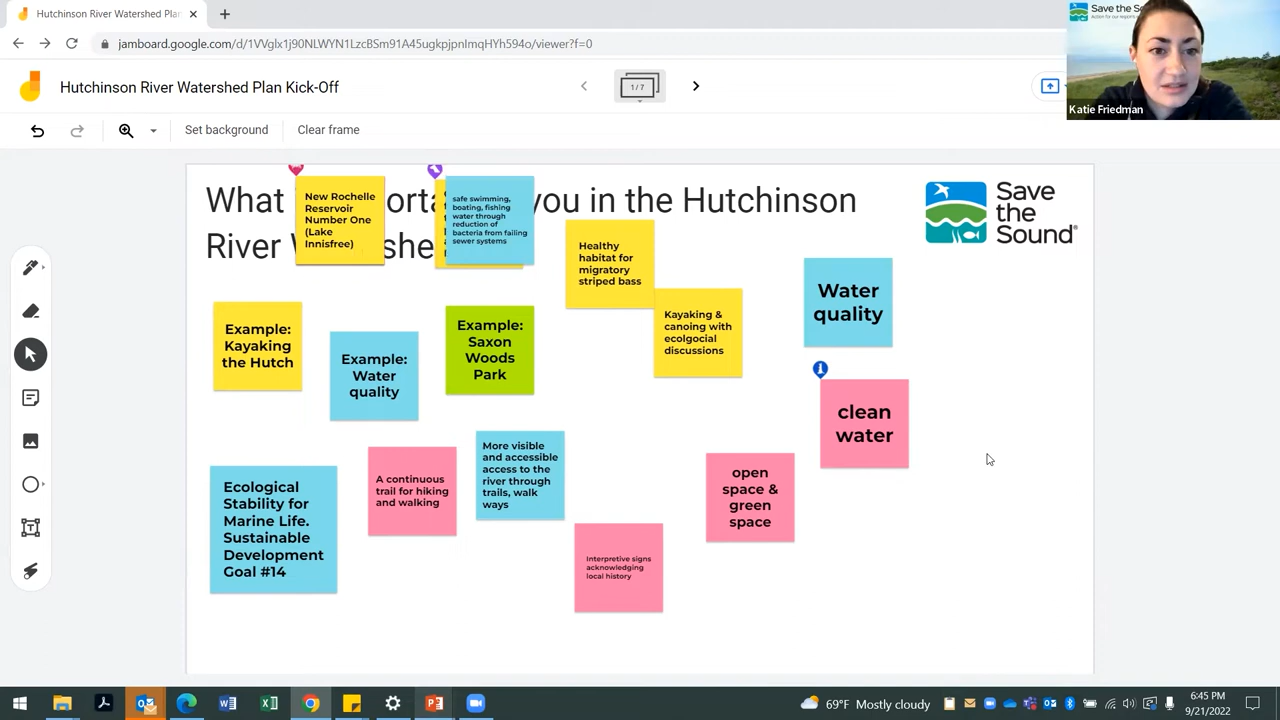 Hutchinson River Watershed Plan
jamboard.google.com/d/1VVglx1j90NLWYN1LzcBSm91A45ugkpjpnImqHYh594o/viewer?f=0
Save the Sound
Katie Friedman
Hutchinson River Watershed Plan Kick-Off
1 / 7
Set background
Clear frame
What
you in the Hutchinson
River
Save
the
Sound
New Rochelle
Reservoir
Number One
(Lake
Innisfree)
safe swimming,
boating, fishing
water through
reduction of
bacteria from failing
sewer systems
Healthy
habitat for
migratory
striped bass
Kayaking &
canoing with
ecolgocial
discussions
Water
quality
Example:
Kayaking
the Hutch
Example:
Water
quality
Example:
Saxon
Woods
Park
clean
water
Ecological
Stability for
Marine Life.
Sustainable
Development
Goal #14
A continuous
trail for hiking
and walking
More visible
and accessible
access to the
river through
trails, walk
ways
open
space &
green
space
Interpretive signs
acknowledging
local history
69°F Mostly cloudy
6:45 PM
9/21/2022